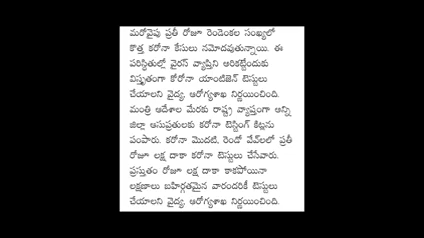 మరోవైపు ప్రతీ రోజూ రెండెంకల సంఖ్యలో
కొత్త కరోనా కేసులు నమోదవుతున్నాయి. ఈ
పరిస్థితుల్లో వైరస్ వ్యాప్తిని అరికట్టేందుకు
విస్తృతంగా కోరోనా యాంటిజెన్ టెస్టులు
చేయాలని వైద్య, ఆరోగ్యశాఖ నిర్ణయించింది.
మంత్రి ఆదేశాల మేరకు రాష్ట్ర వ్యాప్తంగా అన్ని
జిల్లా ఆసుపత్రులకు కరోనా టెస్టింగ్ కిట్లను
పంపారు. కరోనా మొదటి, రెండో వేవ్‌లలో ప్రతీ
రోజూ లక్ష దాకా కరోనా టెస్టులు చేసేవారు.
ప్రస్తుతం రోజూ లక్ష దాకా కాకపోయినా
లక్షణాలు బహిర్గతమైన వారందరికీ టెస్టులు
చేయాలని వైద్య, ఆరోగ్యశాఖ నిర్ణయించింది.